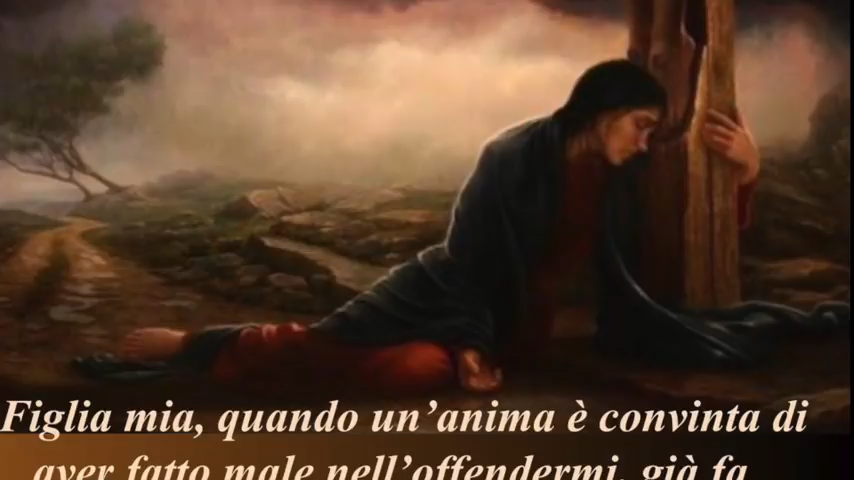 Figlia mia, quando un’anima è convinta di
aver fatto male nell’offendermi, già fa